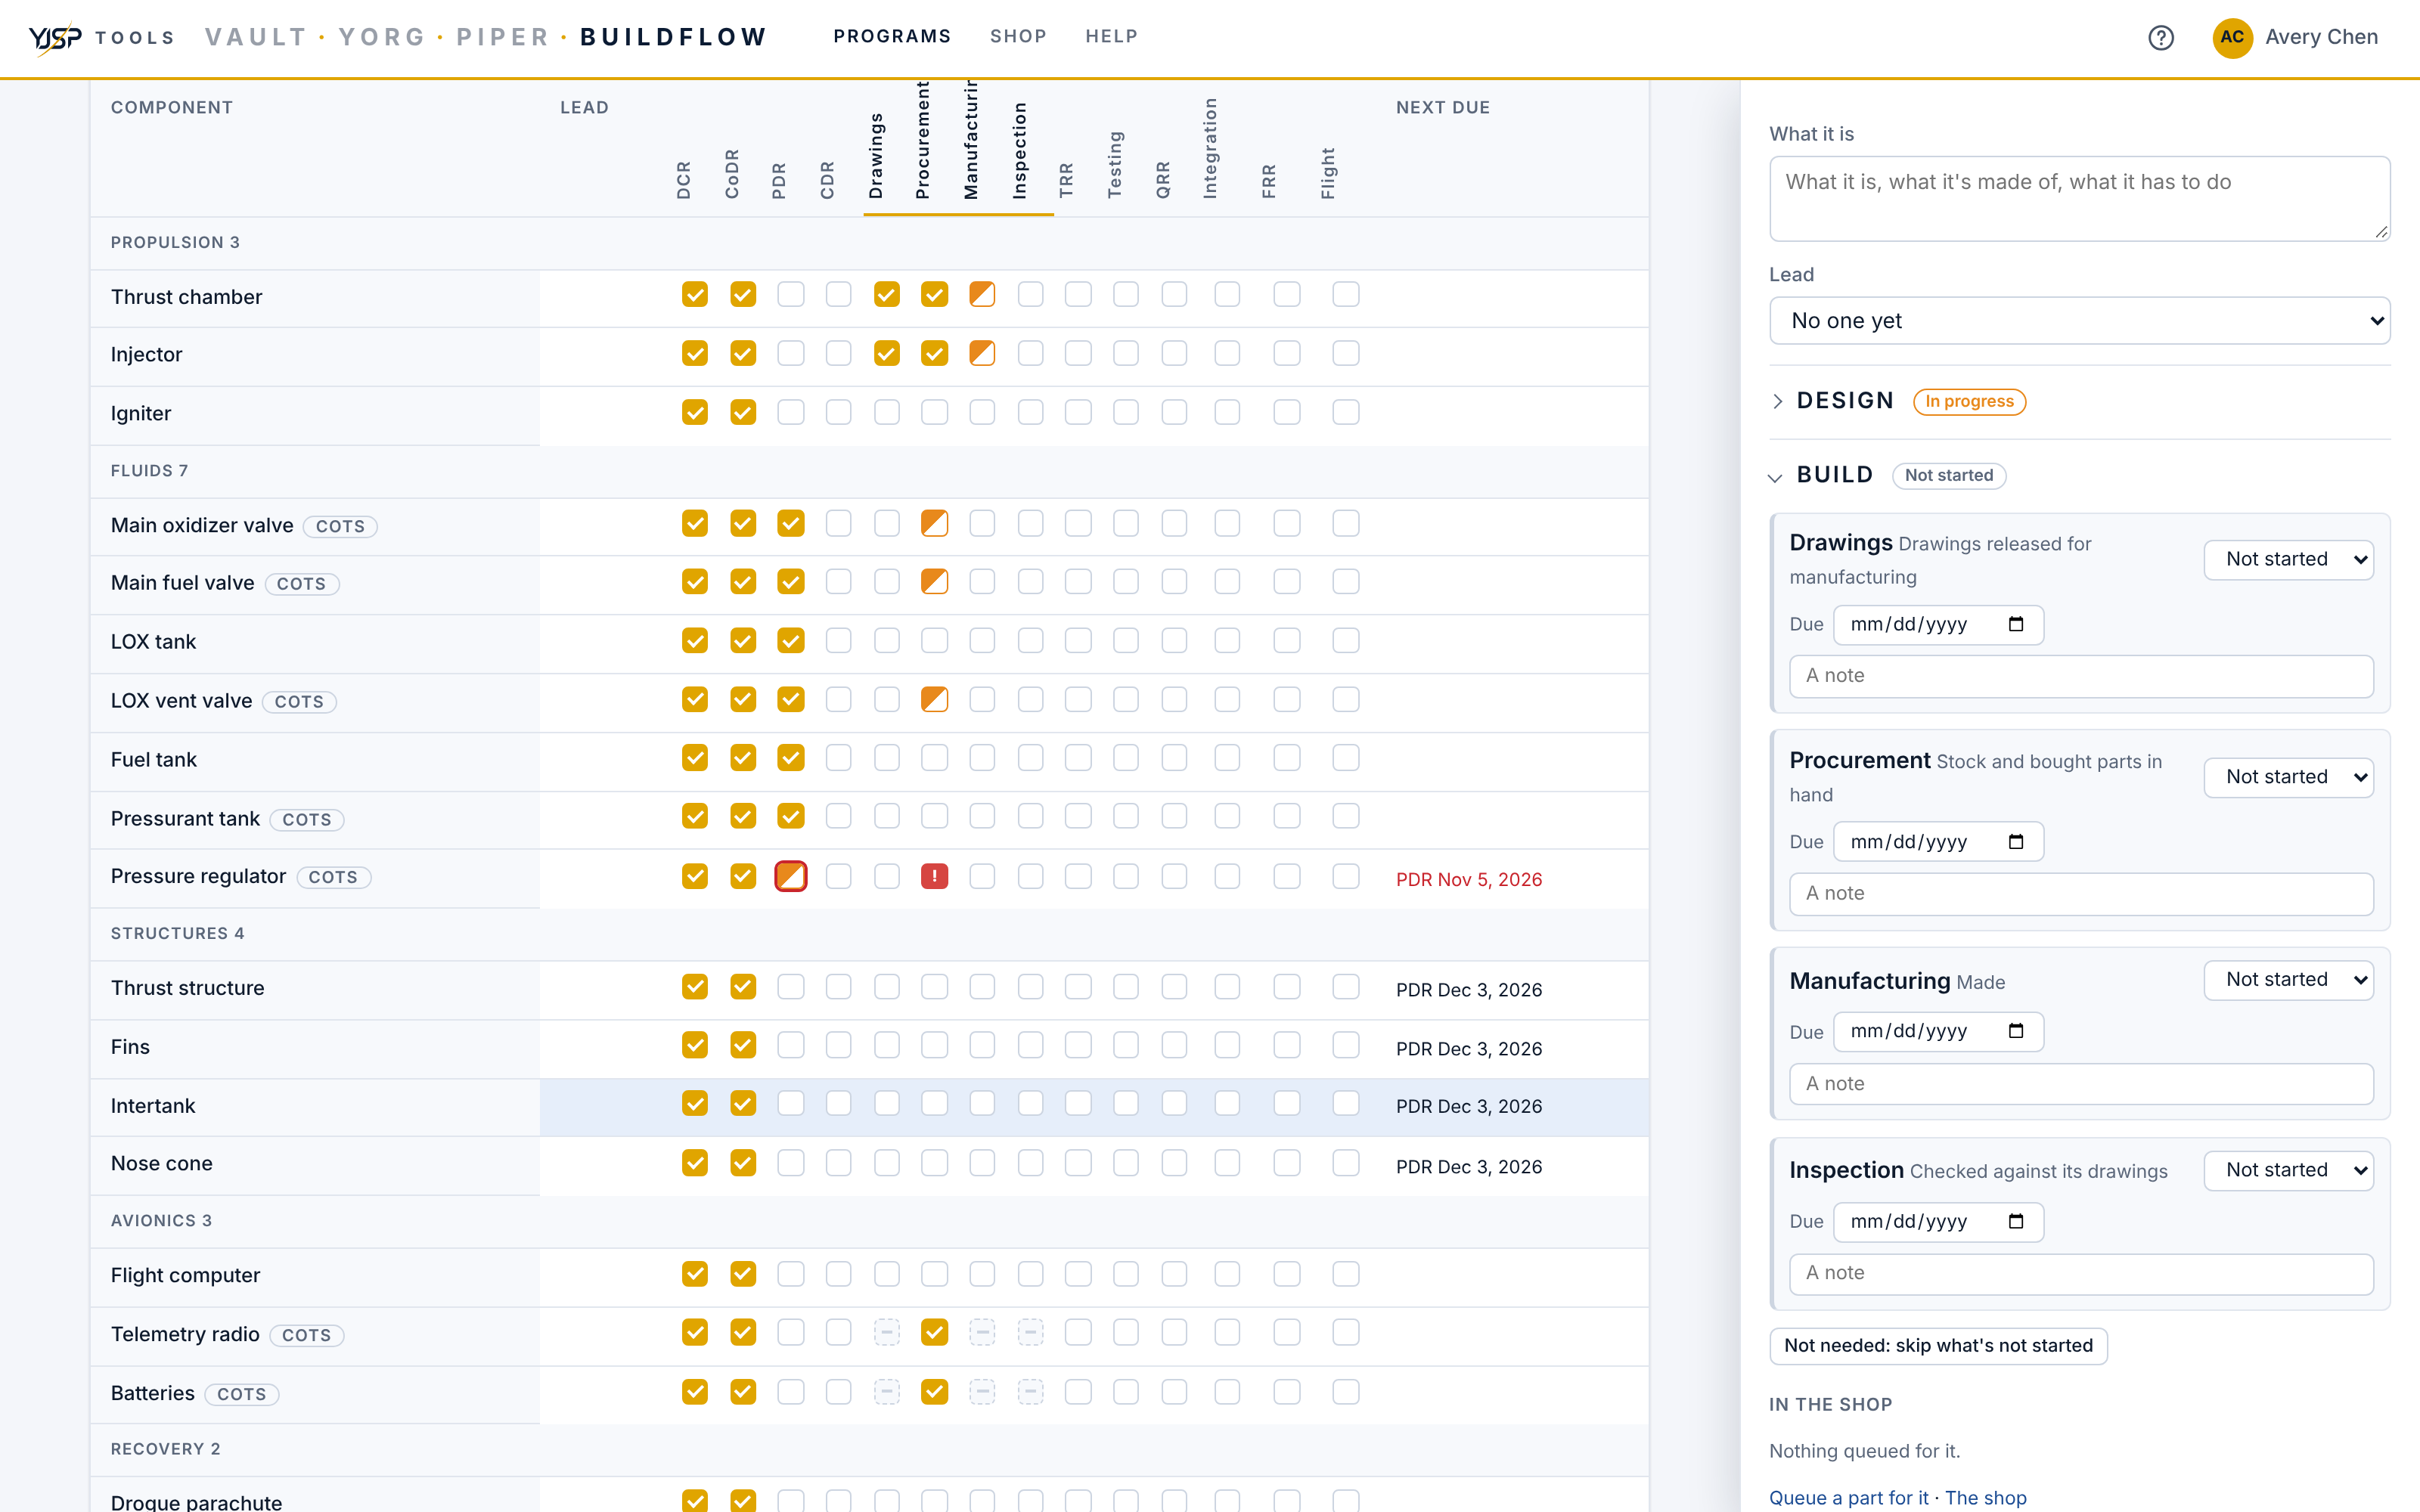 YJSP TOOLS VAULT · YORG · PIPER · BUILDFLOW PROGRAMS SHOP HELP ? AC Avery Chen
COMPONENT LEAD DCR CoDR PDR CDR Drawings Procurement Manufacturin Inspection TRR Testing QRR Integration FRR Flight NEXT DUE
PROPULSION 3
Thrust chamber
Injector
Igniter
FLUIDS 7
Main oxidizer valve COTS
Main fuel valve COTS
LOX tank
LOX vent valve COTS
Fuel tank
Pressurant tank COTS
Pressure regulator COTS ! PDR Nov 5, 2026
STRUCTURES 4
Thrust structure PDR Dec 3, 2026
Fins PDR Dec 3, 2026
Intertank PDR Dec 3, 2026
Nose cone PDR Dec 3, 2026
AVIONICS 3
Flight computer
Telemetry radio COTS
Batteries COTS
RECOVERY 2
Drogue parachute
What it is
What it is, what it's made of, what it has to do
Lead
No one yet
DESIGN In progress
BUILD Not started
Drawings Drawings released for
manufacturing
Not started
Due mm/dd/yyyy
A note
Procurement Stock and bought parts in
hand
Not started
Due mm/dd/yyyy
A note
Manufacturing Made Not started
Due mm/dd/yyyy
A note
Inspection Checked against its drawings Not started
Due mm/dd/yyyy
A note
Not needed: skip what's not started
IN THE SHOP
Nothing queued for it.
Queue a part for it · The shop